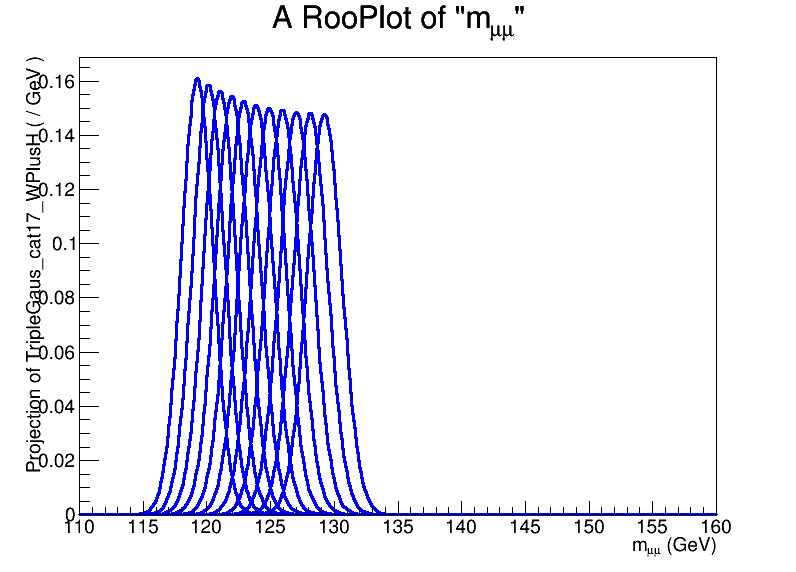 A RooPlot of "mμμ"
Projection of TripleGaus_cat17_WPlusH ( / GeV )
0.16
0.14
0.12
0.1
0.08
0.06
0.04
0.02
0
110 115 120 125 130 135 140 145 150 155 160
mμμ (GeV)